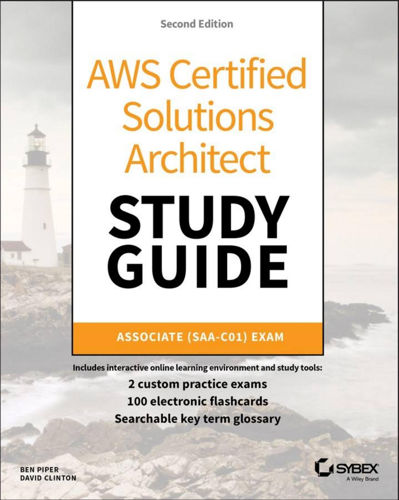 Second Edition
AWS Certified
Solutions
Architect
STUDY
GUIDE
ASSOCIATE (SAA-C01) EXAM
Includes interactive online learning environment and study tools:
2 custom practice exams
100 electronic flashcards
Searchable key term glossary
BEN PIPER
DAVID CLINTON
SYBEX
A Wiley Brand